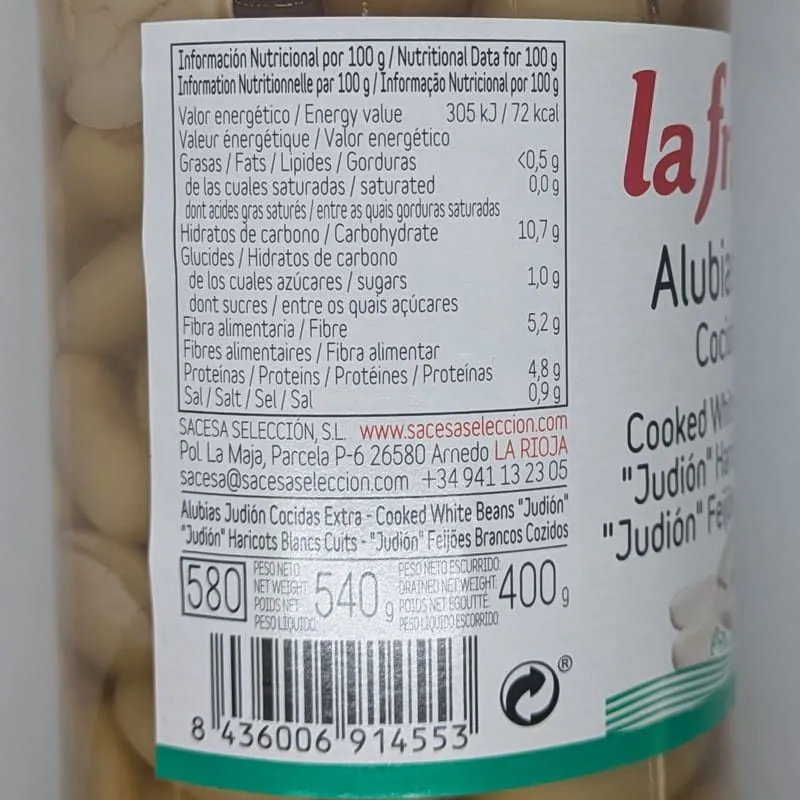 Información Nutricional por 100 g / Nutritional Data for 100 g
Information Nutritionnelle par 100 g / Informação Nutricional por 100 g
Valor energético / Energy value 305 kJ / 72 kcal
Valeur énergétique / Valor energético
Grasas / Fats / Lipides / Gorduras <0,5 g
de las cuales saturadas / saturated 0,0 g
dont acides gras saturés / entre as quais gorduras saturadas
Hidratos de carbono / Carbohydrate 10,7 g
Glucides / Hidratos de carbono
de los cuales azúcares / sugars 1,0 g
dont sucres / entre os quais açúcares
Fibra alimentaria / Fibre 5,2 g
Fibres alimentaires / Fibra alimentar
Proteínas / Proteins / Protéines / Proteínas 4,8 g
Sal / Salt / Sel / Sal 0,9 g
SACESA SELECCIÓN, S.L. www.sacesaseleccion.com
Pol. La Maja, Parcela P-6 26580 Arnedo LA RIOJA
sacesa@sacesaseleccion.com +34 941 13 23 05
Alubias Judión Cocidas Extra - Cooked White Beans "Judión"
"Judión" Haricots Blancs Cuits - "Judión" Feijões Brancos Cozidos
580
PESO NETO
NET WEIGHT
POIDS NET
PESO LÍQUIDO
540 g
PESO NETO ESCURRIDO
DRAINED NET WEIGHT
POIDS NET EGOUTTÉ
PESO LÍQUIDO ESCORRIDO
400 g
8 436006 914553
®
la
Cooked
"Judión"
"Judión"